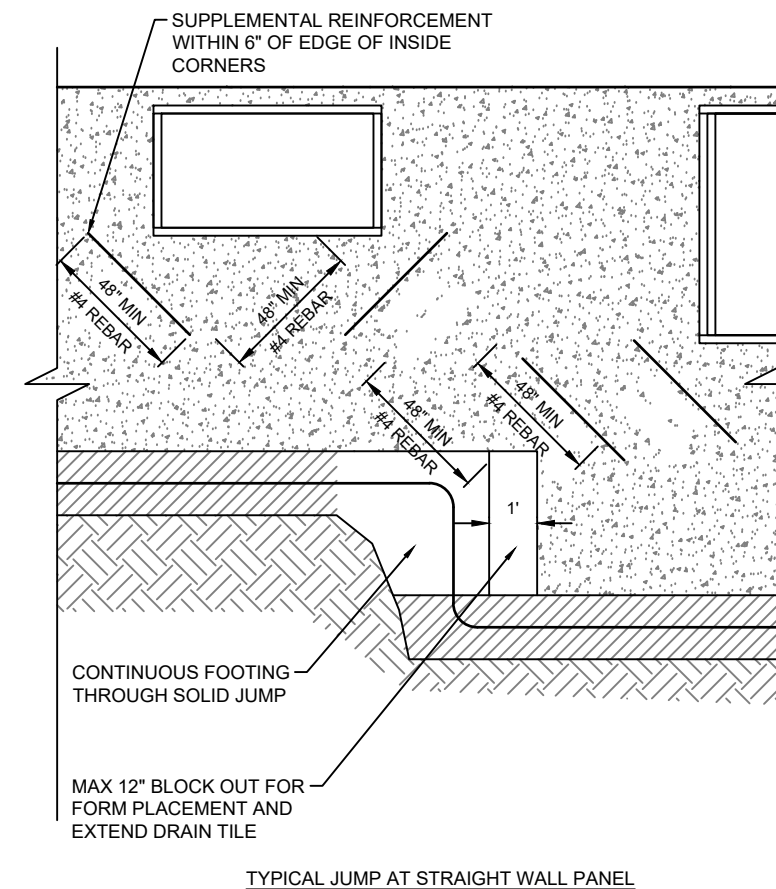 SUPPLEMENTAL REINFORCEMENT
WITHIN 6" OF EDGE OF INSIDE
CORNERS
48" MIN
#4 REBAR
48" MIN
#4 REBAR
48" MIN
#4 REBAR
48" MIN
#4 REBAR
1'
CONTINUOUS FOOTING
THROUGH SOLID JUMP
MAX 12" BLOCK OUT FOR
FORM PLACEMENT AND
EXTEND DRAIN TILE
TYPICAL JUMP AT STRAIGHT WALL PANEL